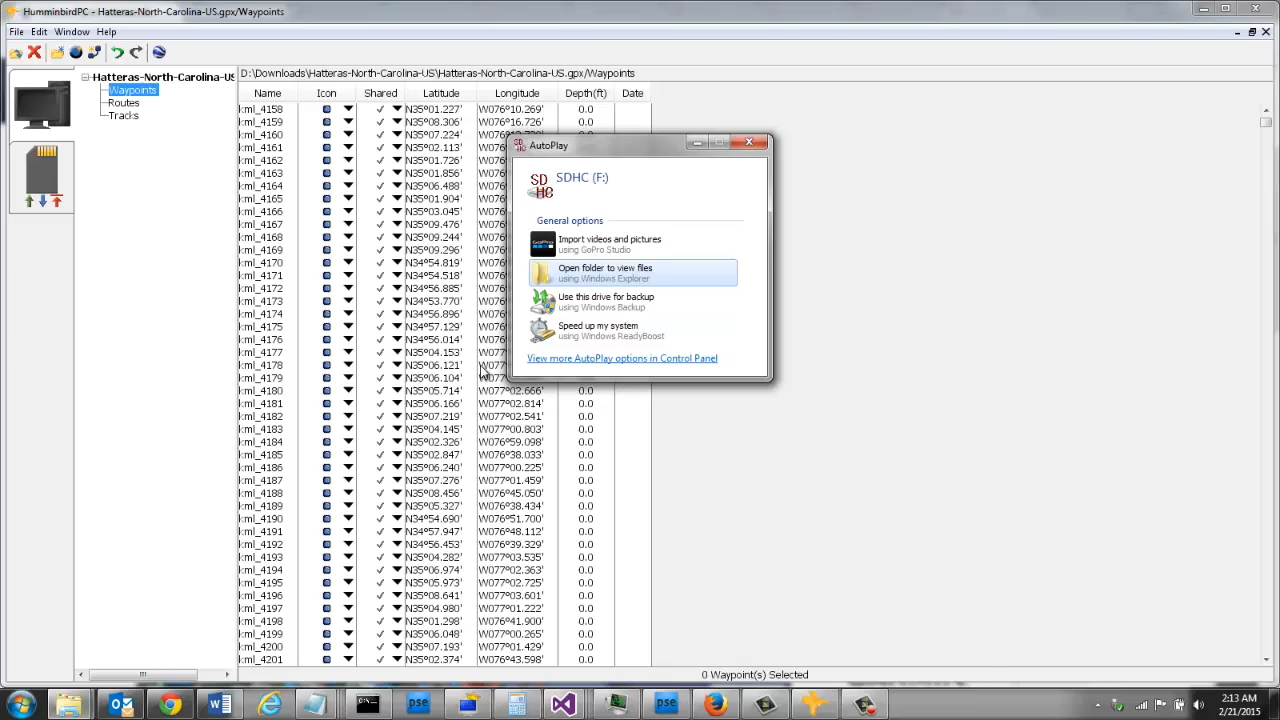 HumminbirdPC - Hatteras-North-Carolina-US.gpx/Waypoints
File Edit Window Help
Hatteras-North-Carolina-US
Waypoints
Routes
Tracks
D:\Downloads\Hatteras-North-Carolina-US\Hatteras-North-Carolina-US.gpx/Waypoints
Name Icon Shared Latitude Longitude Depth(ft) Date
kml_4158 N35°01.227' W076°10.269' 0.0
kml_4159 N35°08.306' W076°16.726' 0.0
kml_4160 N35°07.224'
kml_4161 N35°02.113'
kml_4162 N35°01.726'
kml_4163 N35°01.856'
kml_4164 N35°06.488'
kml_4165 N35°01.904'
kml_4166 N35°03.045'
kml_4167 N35°09.476'
kml_4168 N35°09.244'
kml_4169 N35°09.296'
kml_4170 N34°54.819'
kml_4171 N34°54.518'
kml_4172 N34°56.885'
kml_4173 N34°53.770'
kml_4174 N34°56.896'
kml_4175 N34°57.129'
kml_4176 N34°56.014'
kml_4177 N35°04.153'
kml_4178 N35°06.121'
kml_4179 N35°06.104'
kml_4180 N35°05.714' W077°02.666' 0.0
kml_4181 N35°06.166' W077°02.814' 0.0
kml_4182 N35°07.219' W077°02.541' 0.0
kml_4183 N35°04.145' W077°00.803' 0.0
kml_4184 N35°02.326' W076°59.098' 0.0
kml_4185 N35°02.847' W076°38.033' 0.0
kml_4186 N35°06.240' W077°00.225' 0.0
kml_4187 N35°07.276' W077°01.459' 0.0
kml_4188 N35°08.456' W076°45.050' 0.0
kml_4189 N35°05.327' W076°38.434' 0.0
kml_4190 N34°54.690' W076°51.700' 0.0
kml_4191 N34°57.947' W076°48.112' 0.0
kml_4192 N34°56.453' W076°39.329' 0.0
kml_4193 N35°04.282' W077°03.535' 0.0
kml_4194 N35°06.974' W077°02.363' 0.0
kml_4195 N35°05.973' W077°02.725' 0.0
kml_4196 N35°08.641' W077°03.601' 0.0
kml_4197 N35°04.980' W077°01.222' 0.0
kml_4198 N35°01.298' W076°41.900' 0.0
kml_4199 N35°06.048' W077°00.265' 0.0
kml_4200 N35°07.193' W077°01.429' 0.0
kml_4201 N35°02.374' W076°43.598' 0.0
0 Waypoint(s) Selected
AutoPlay
SD HC
SDHC (F:)
General options
Import videos and pictures
using GoPro Studio
Open folder to view files
using Windows Explorer
Use this drive for backup
using Windows Backup
Speed up my system
using Windows ReadyBoost
View more AutoPlay options in Control Panel
pse
pse
2:13 AM
2/21/2015